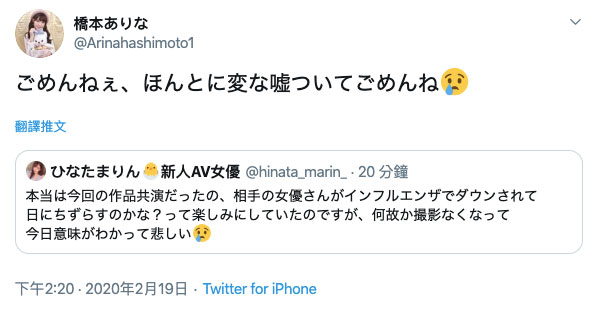 橋本ありな
@Arinahashimoto1
ごめんねぇ、ほんとに変な嘘ついてごめんね😢
翻譯推文
ひなたまりん🐣新人AV女優 @hinata_marin_ · 20 分鐘
本当は今回の作品共演だったの、相手の女優さんがインフルエンザでダウンされて
日にちずらすのかな？って楽しみにしていたのですが、何故か撮影なくなって
今日意味がわかって悲しい😢
下午2:20 · 2020年2月19日 · Twitter for iPhone